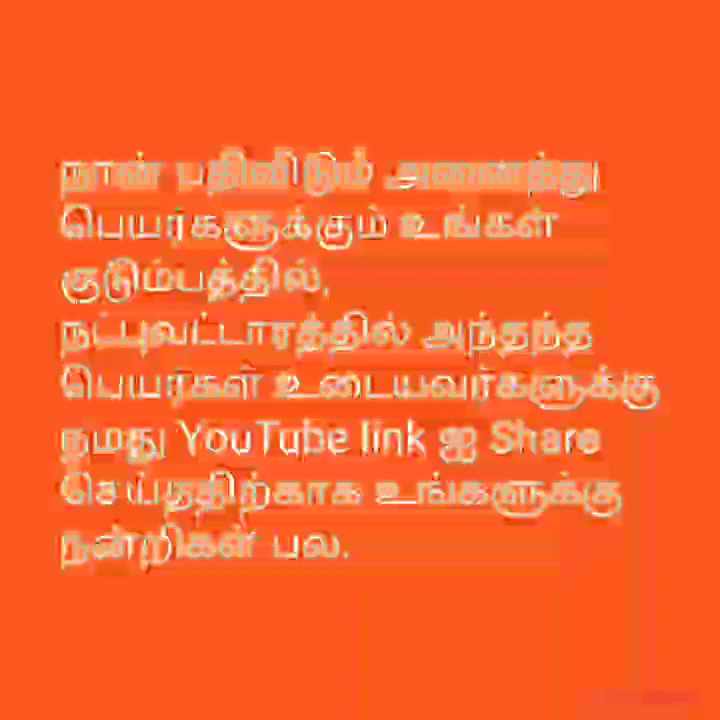 நான் பதிவிடும் அனைத்து
பெயர்களுக்கும் உங்கள்
குடும்பத்தில்,
நட்புவட்டாரத்தில் அந்தந்த
பெயர்கள் உடையவர்களுக்கு
நமது YouTube link ஐ Share
செய்ததிற்காக உங்களுக்கு
நன்றிகள் பல.